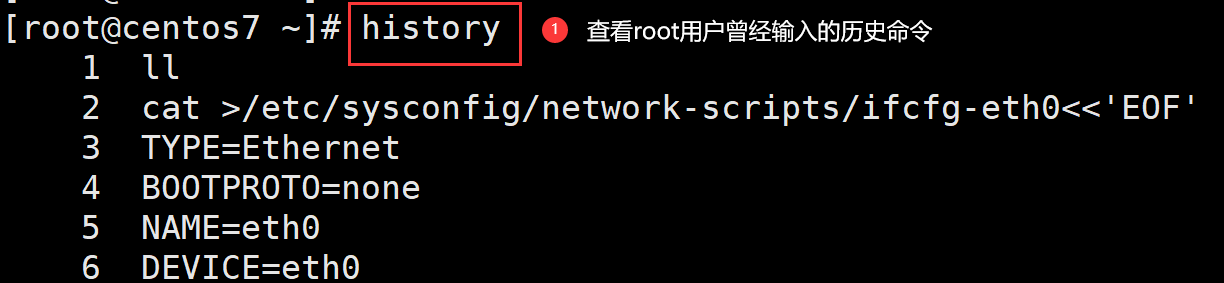 [root@centos7 ~]# history 1 查看root用户曾经输入的历史命令
1 ll
2 cat >/etc/sysconfig/network-scripts/ifcfg-eth0<<'EOF'
3 TYPE=Ethernet
4 BOOTPROTO=none
5 NAME=eth0
6 DEVICE=eth0